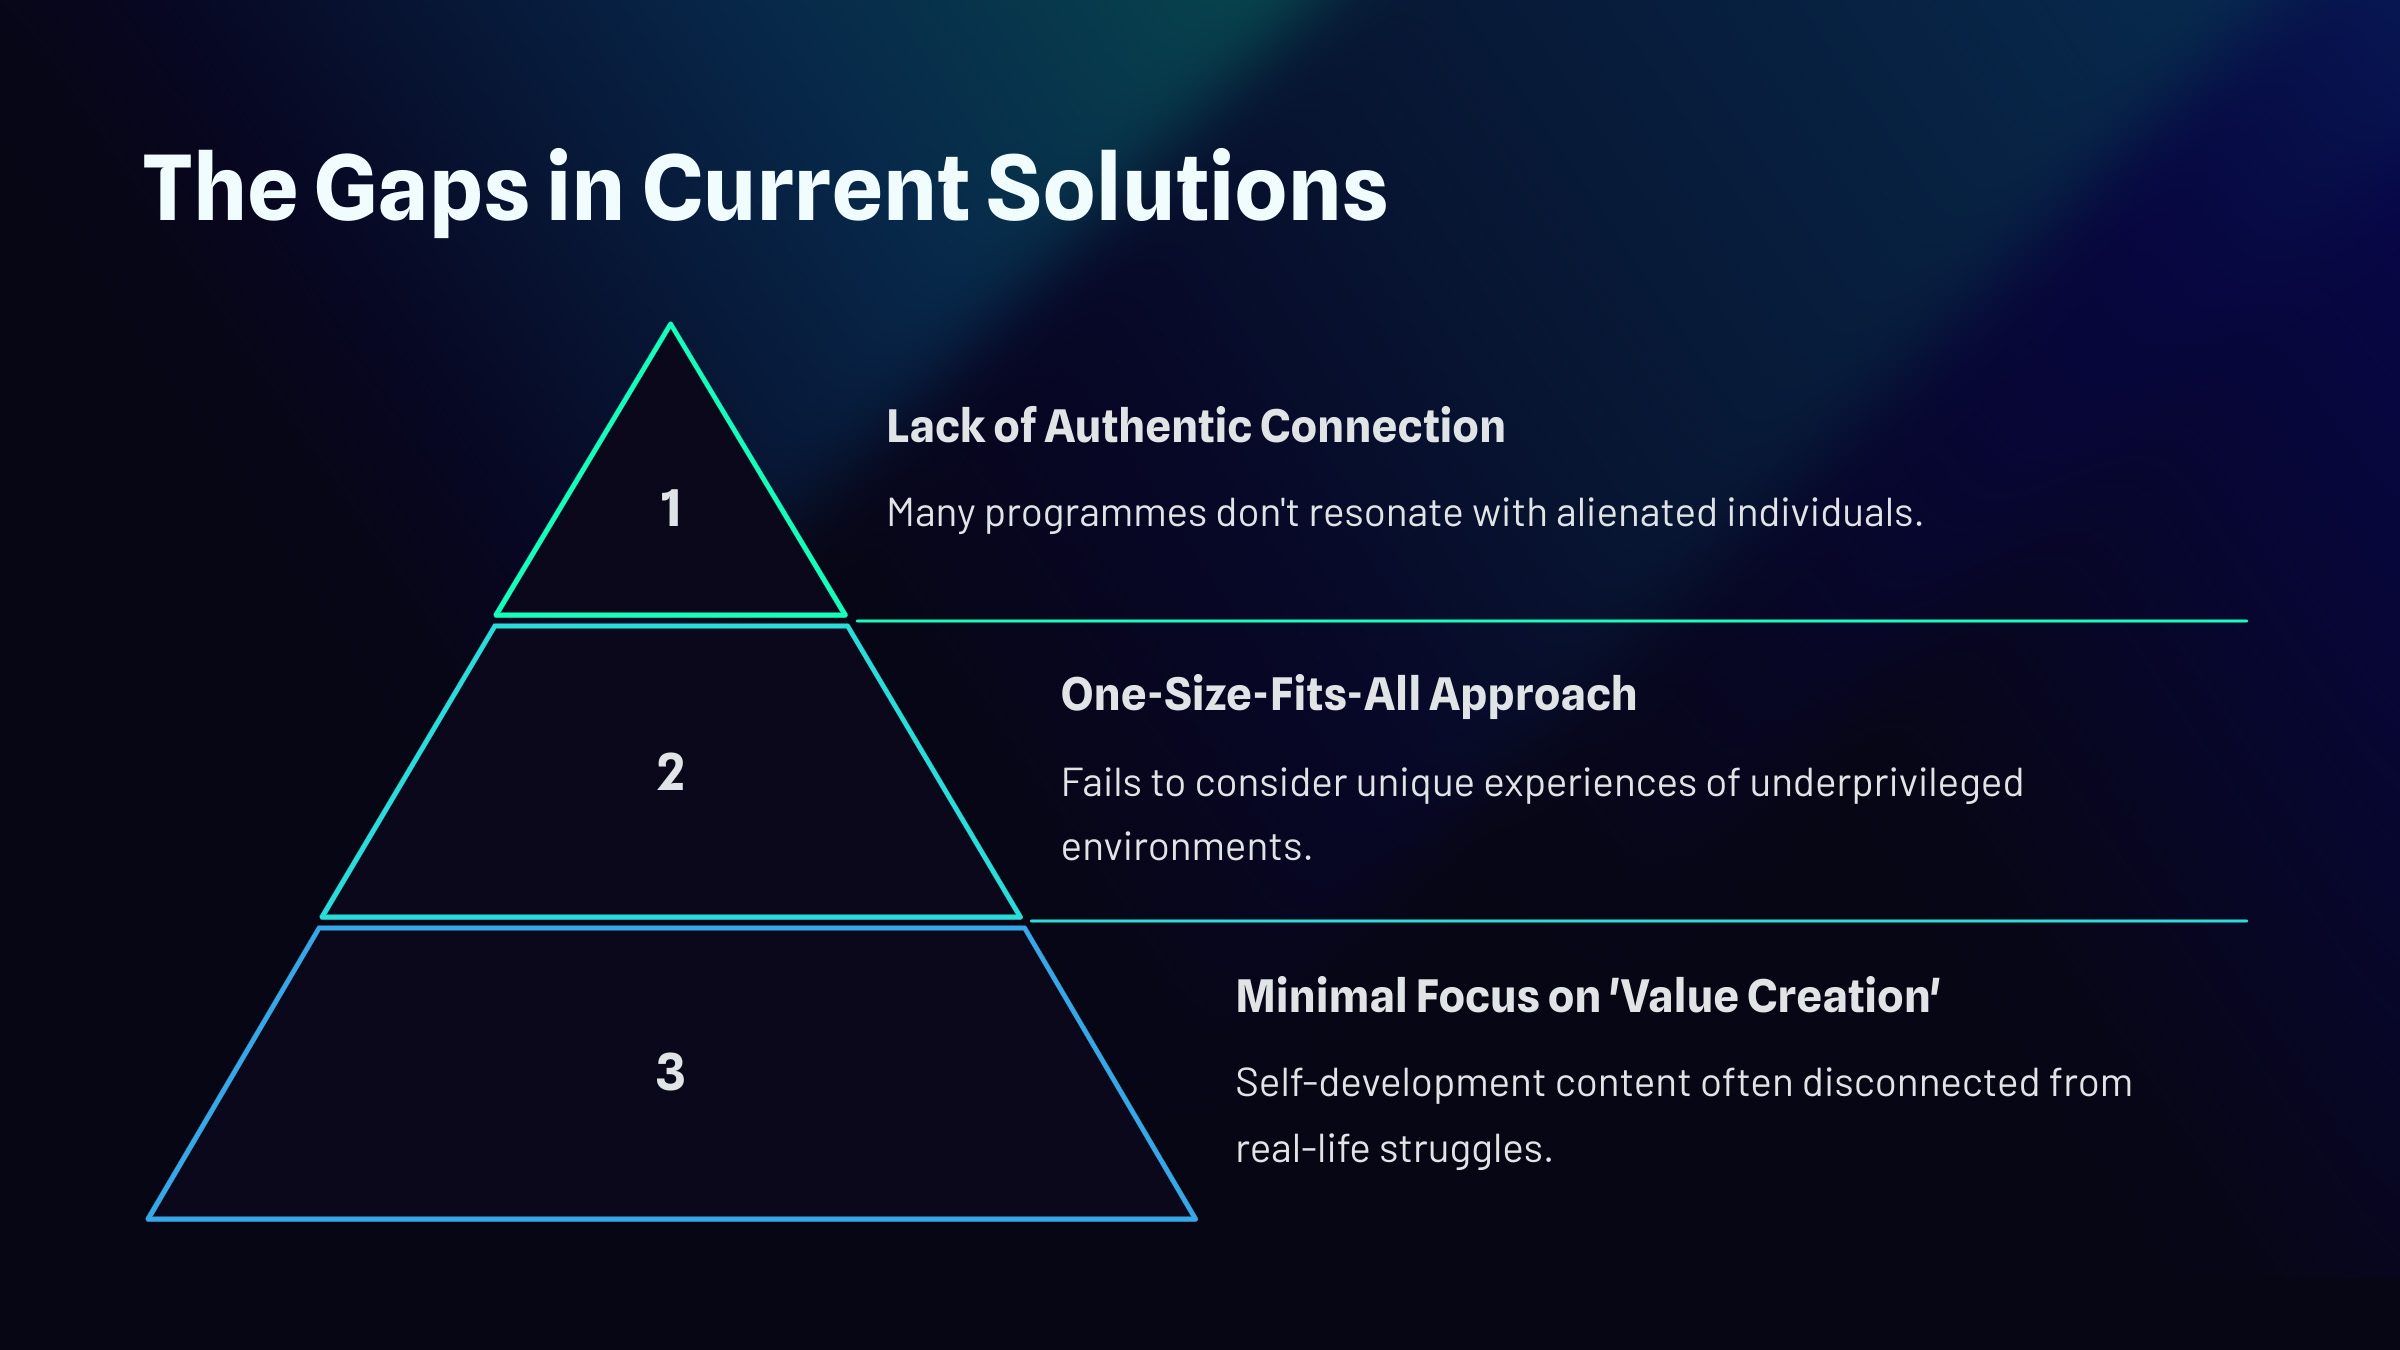 The Gaps in Current Solutions
1
Lack of Authentic Connection
Many programmes don't resonate with alienated individuals.
2
One-Size-Fits-All Approach
Fails to consider unique experiences of underprivileged
environments.
3
Minimal Focus on 'Value Creation'
Self-development content often disconnected from
real-life struggles.